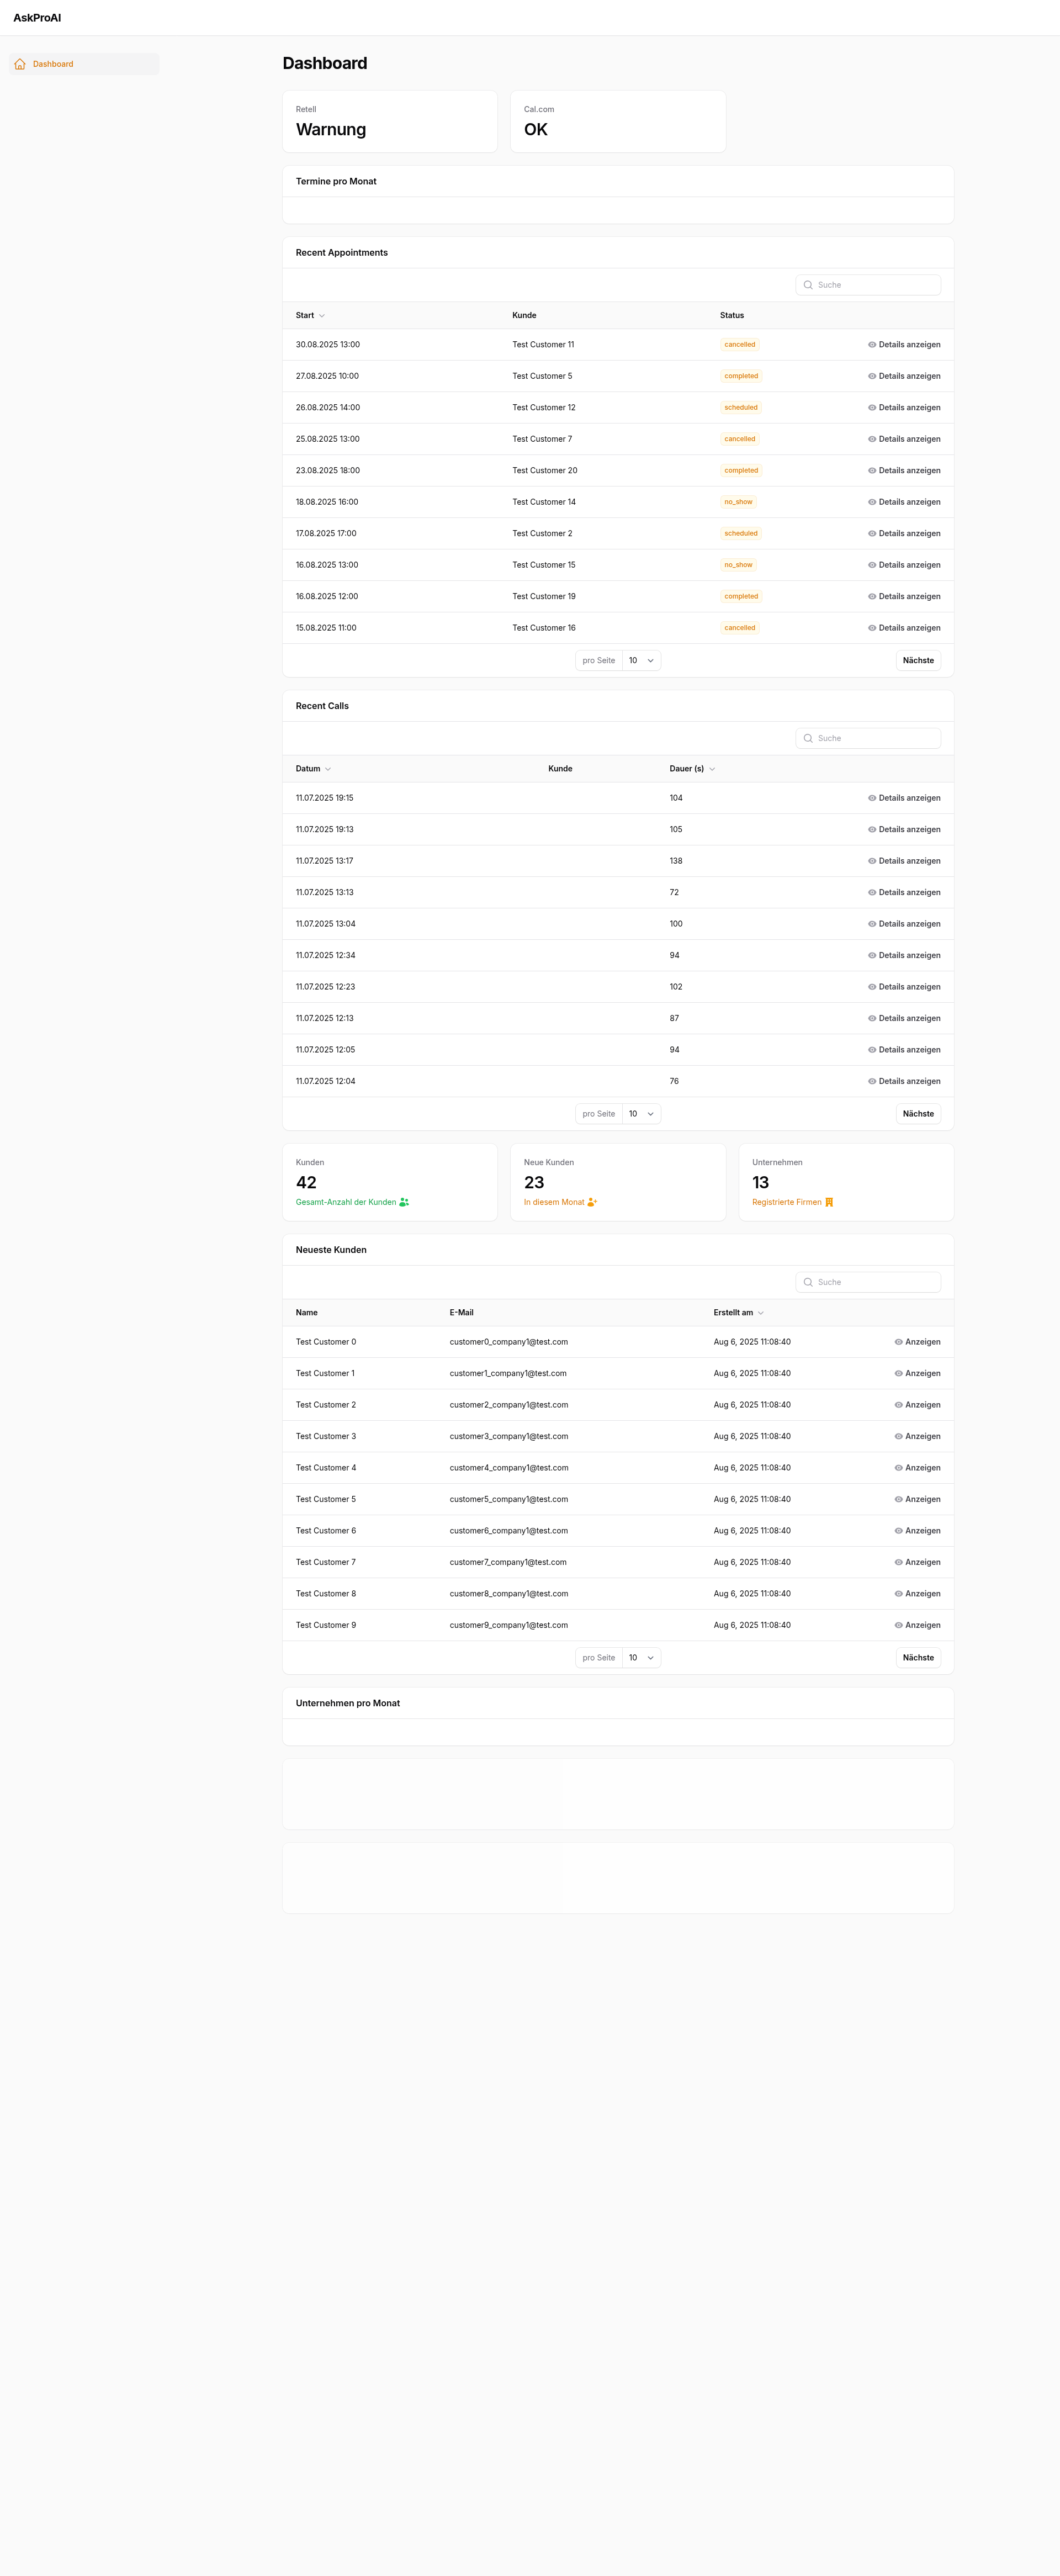 AskProAI
Dashboard
Dashboard
Retell
Warnung
Cal.com
OK
Termine pro Monat
Recent Appointments
Suche
Start Kunde Status
30.08.2025 13:00 Test Customer 11 cancelled Details anzeigen
27.08.2025 10:00 Test Customer 5 completed Details anzeigen
26.08.2025 14:00 Test Customer 12 scheduled Details anzeigen
25.08.2025 13:00 Test Customer 7 cancelled Details anzeigen
23.08.2025 18:00 Test Customer 20 completed Details anzeigen
18.08.2025 16:00 Test Customer 14 no_show Details anzeigen
17.08.2025 17:00 Test Customer 2 scheduled Details anzeigen
16.08.2025 13:00 Test Customer 15 no_show Details anzeigen
16.08.2025 12:00 Test Customer 19 completed Details anzeigen
15.08.2025 11:00 Test Customer 16 cancelled Details anzeigen
pro Seite 10 Nächste
Recent Calls
Suche
Datum Kunde Dauer (s)
11.07.2025 19:15 104 Details anzeigen
11.07.2025 19:13 105 Details anzeigen
11.07.2025 13:17 138 Details anzeigen
11.07.2025 13:13 72 Details anzeigen
11.07.2025 13:04 100 Details anzeigen
11.07.2025 12:34 94 Details anzeigen
11.07.2025 12:23 102 Details anzeigen
11.07.2025 12:13 87 Details anzeigen
11.07.2025 12:05 94 Details anzeigen
11.07.2025 12:04 76 Details anzeigen
pro Seite 10 Nächste
Kunden
42
Gesamt-Anzahl der Kunden
Neue Kunden
23
In diesem Monat
Unternehmen
13
Registrierte Firmen
Neueste Kunden
Suche
Name E-Mail Erstellt am
Test Customer 0 customer0_company1@test.com Aug 6, 2025 11:08:40 Anzeigen
Test Customer 1 customer1_company1@test.com Aug 6, 2025 11:08:40 Anzeigen
Test Customer 2 customer2_company1@test.com Aug 6, 2025 11:08:40 Anzeigen
Test Customer 3 customer3_company1@test.com Aug 6, 2025 11:08:40 Anzeigen
Test Customer 4 customer4_company1@test.com Aug 6, 2025 11:08:40 Anzeigen
Test Customer 5 customer5_company1@test.com Aug 6, 2025 11:08:40 Anzeigen
Test Customer 6 customer6_company1@test.com Aug 6, 2025 11:08:40 Anzeigen
Test Customer 7 customer7_company1@test.com Aug 6, 2025 11:08:40 Anzeigen
Test Customer 8 customer8_company1@test.com Aug 6, 2025 11:08:40 Anzeigen
Test Customer 9 customer9_company1@test.com Aug 6, 2025 11:08:40 Anzeigen
pro Seite 10 Nächste
Unternehmen pro Monat